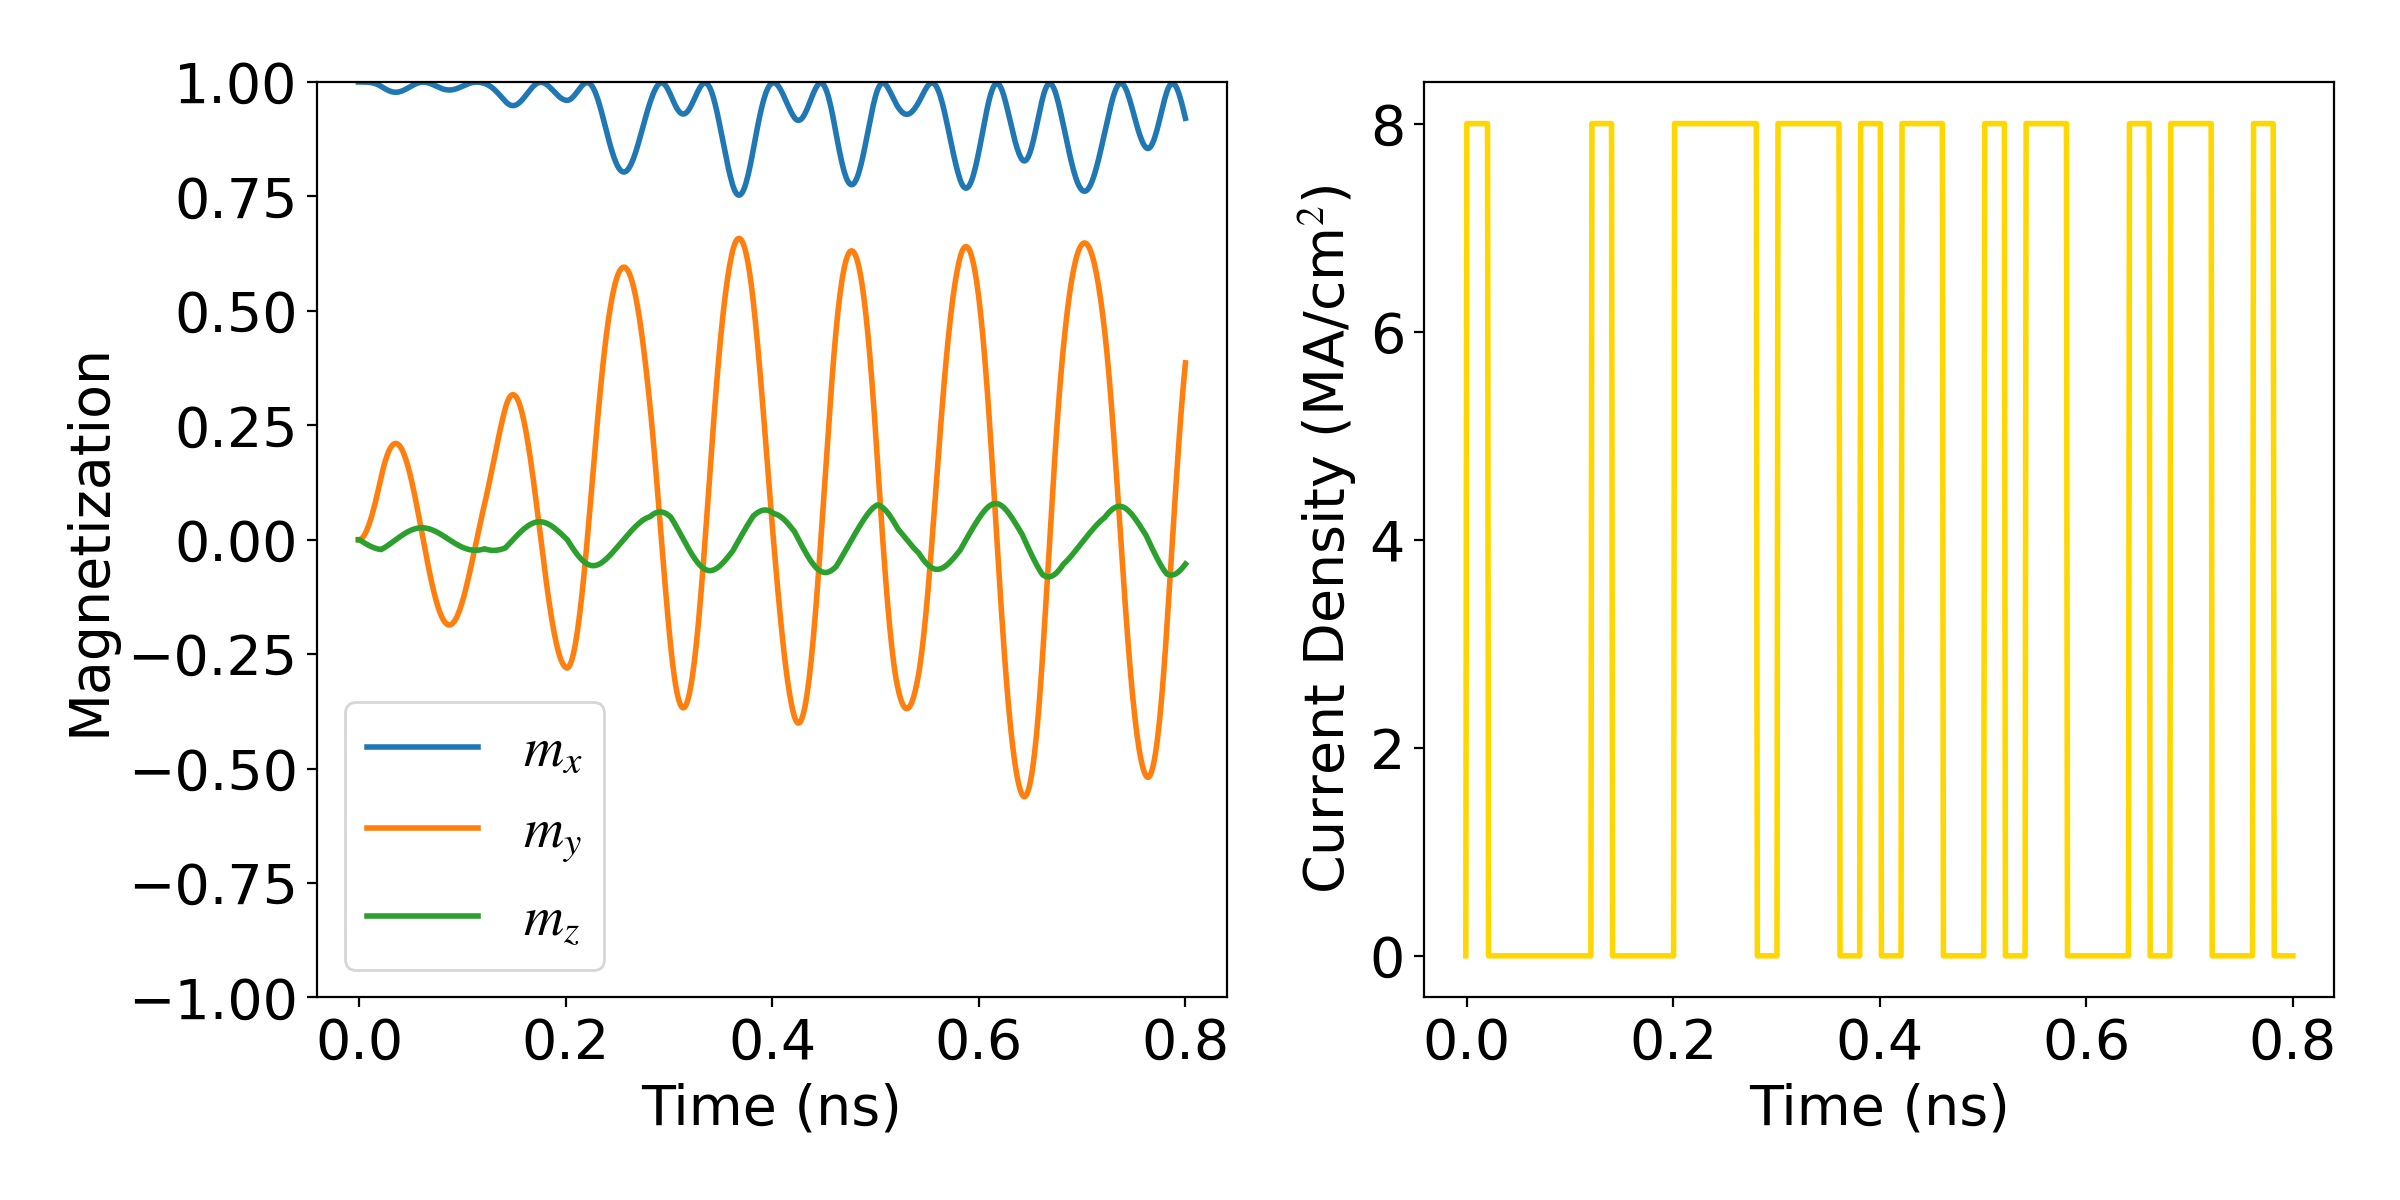 1.00
0.75
0.50
0.25
0.00
−0.25
−0.50
−0.75
−1.00
Magnetization
m_x
m_y
m_z
0.0 0.2 0.4 0.6 0.8
Time (ns)
8
6
4
2
0
Current Density (MA/cm²)
0.0 0.2 0.4 0.6 0.8
Time (ns)